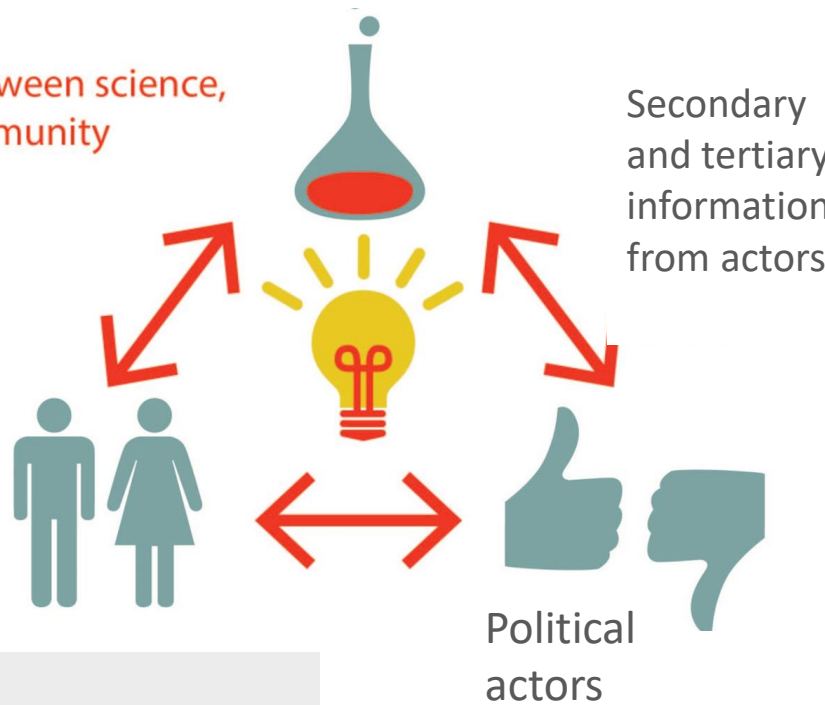 ween science,
munity
Secondary
and tertiary
information
from actors
Political
actors